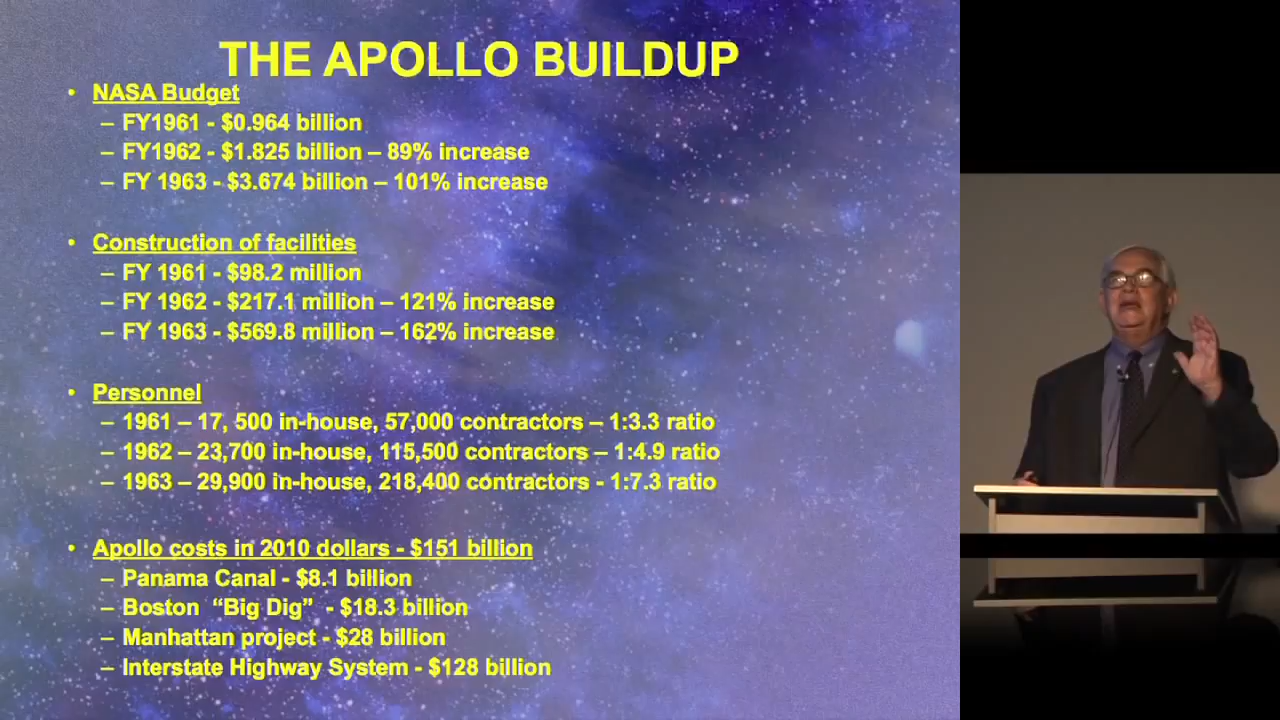 THE APOLLO BUILDUP
• NASA Budget
– FY1961 - $0.964 billion
– FY1962 - $1.825 billion – 89% increase
– FY 1963 - $3.674 billion – 101% increase
• Construction of facilities
– FY 1961 - $98.2 million
– FY 1962 - $217.1 million – 121% increase
– FY 1963 - $569.8 million – 162% increase
• Personnel
– 1961 – 17, 500 in-house, 57,000 contractors – 1:3.3 ratio
– 1962 – 23,700 in-house, 115,500 contractors – 1:4.9 ratio
– 1963 – 29,900 in-house, 218,400 contractors - 1:7.3 ratio
• Apollo costs in 2010 dollars - $151 billion
– Panama Canal - $8.1 billion
– Boston “Big Dig” - $18.3 billion
– Manhattan project - $28 billion
– Interstate Highway System - $128 billion